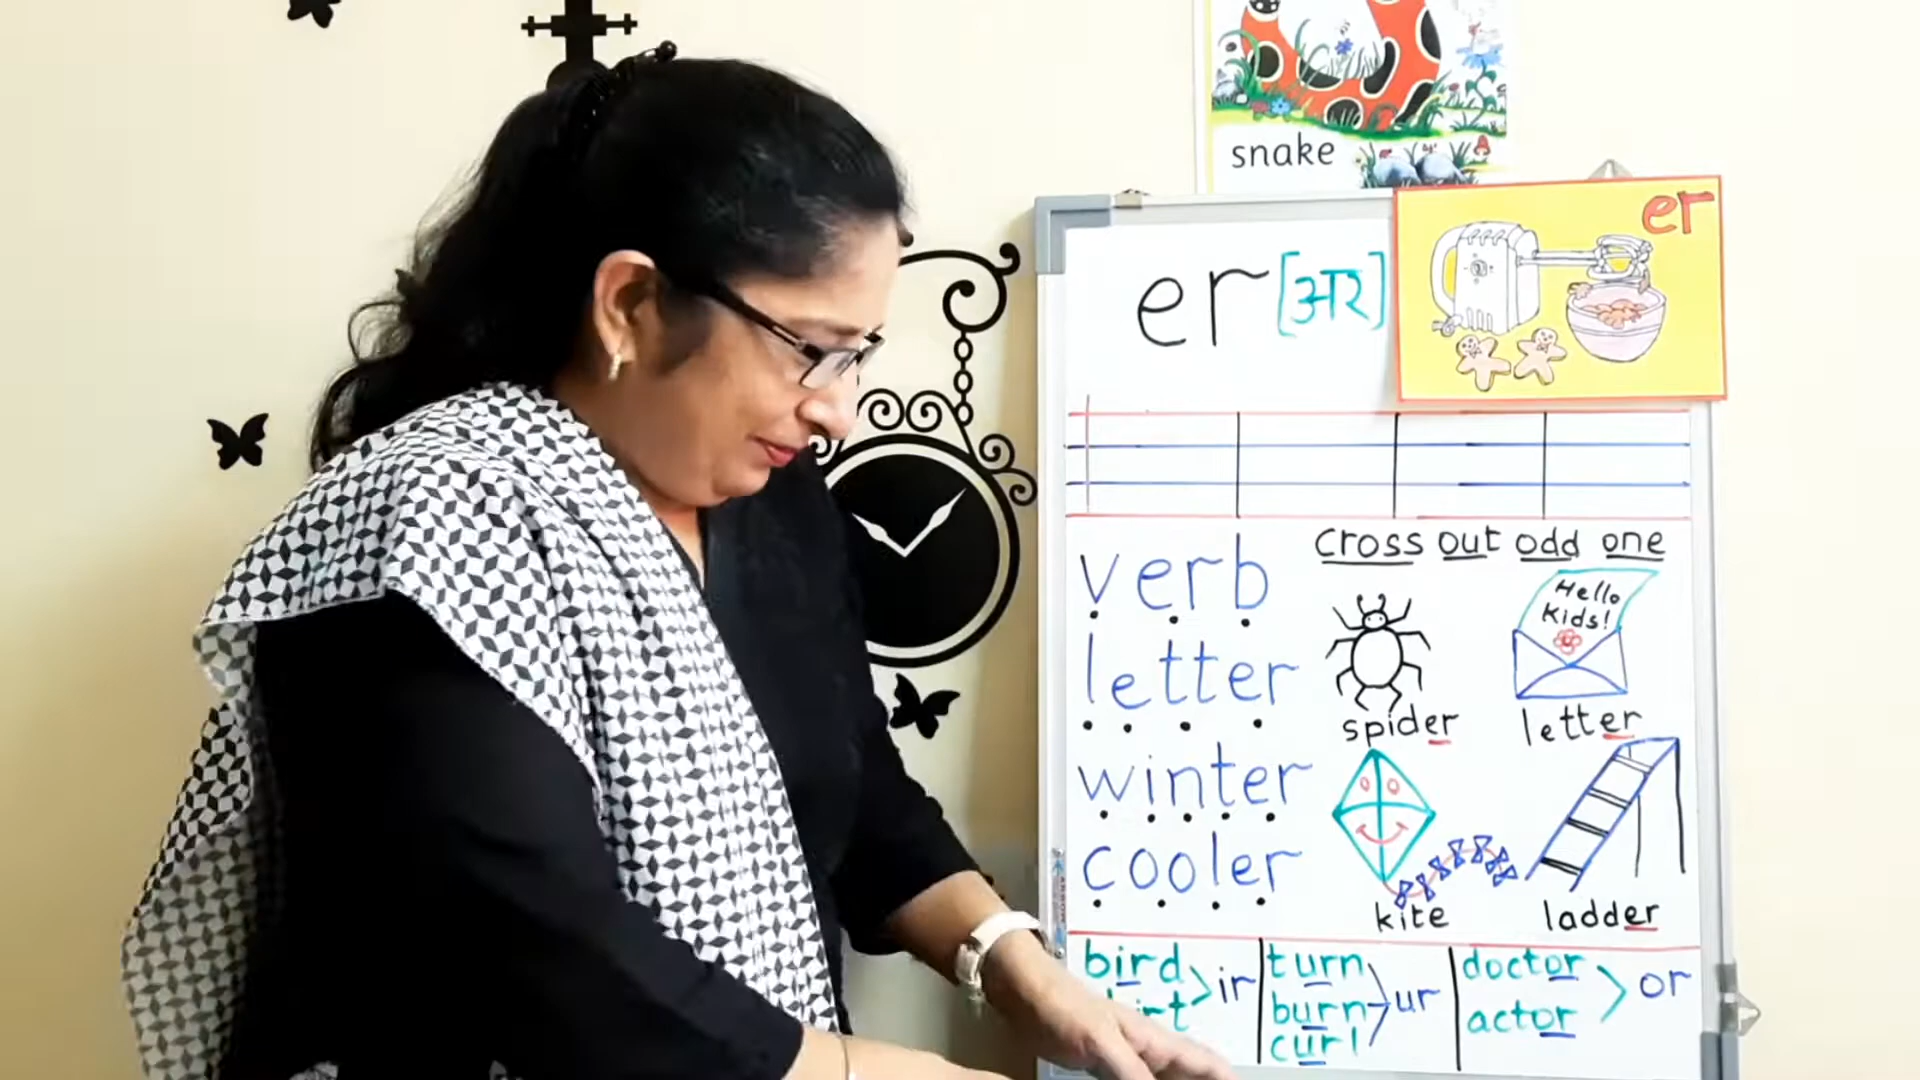 snake
er
er [अर]
cross out odd one
verb
Hello
Kids!
letter
spider
letter
winter
cooler
kite
ladder
bird
ir
turn
burn
curl
ur
doctor
actor
or